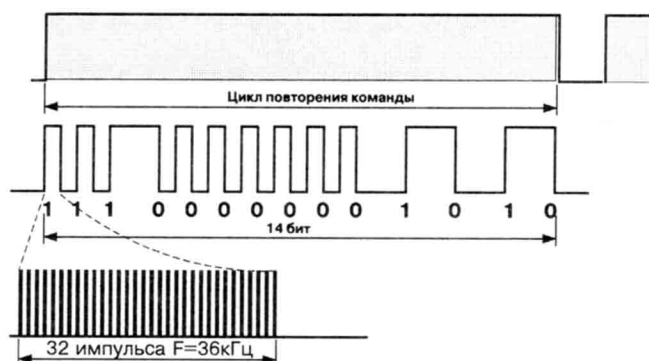 Цикл повторения команды
1 1 1 0 0 0 0 0 0 0 1 0 1 0
14 бит
32 импульса F=36кГц